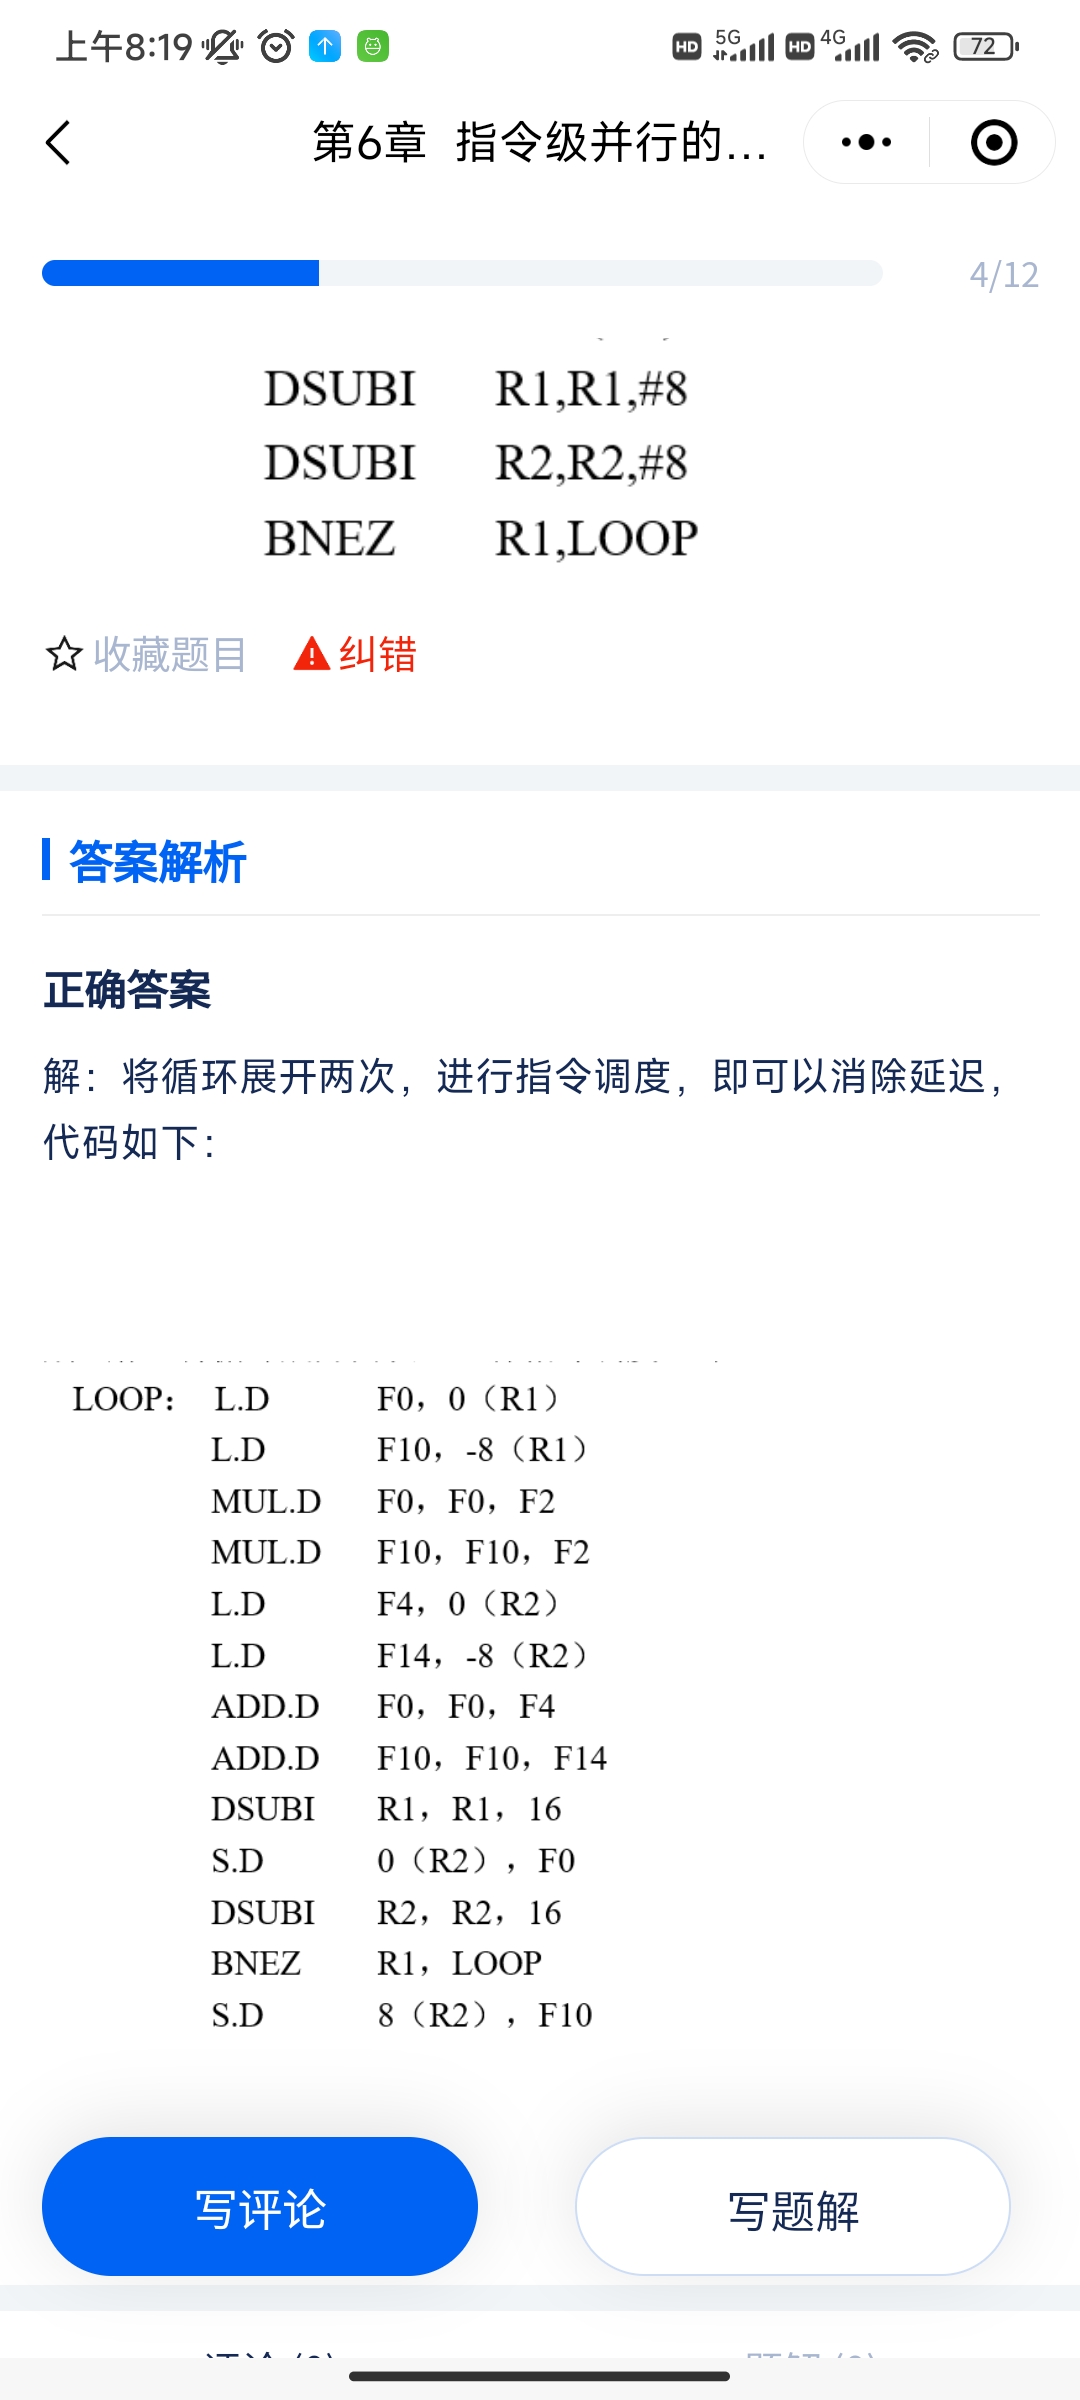 上午8:19 HD 5G HD 4G 72
第6章 指令级并行的...
4/12
DSUBI R1,R1,#8
DSUBI R2,R2,#8
BNEZ R1,LOOP
收藏题目 纠错
答案解析
正确答案
解：将循环展开两次，进行指令调度，即可以消除延迟，
代码如下：
LOOP： L.D F0，0（R1）
L.D F10，-8（R1）
MUL.D F0，F0，F2
MUL.D F10，F10，F2
L.D F4，0（R2）
L.D F14，-8（R2）
ADD.D F0，F0，F4
ADD.D F10，F10，F14
DSUBI R1，R1，16
S.D 0（R2），F0
DSUBI R2，R2，16
BNEZ R1，LOOP
S.D 8（R2），F10
写评论 写题解